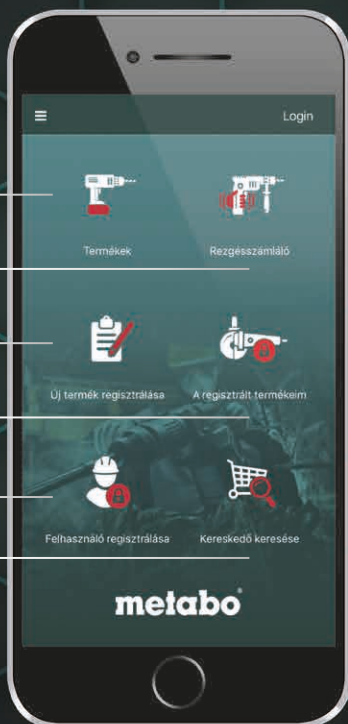 Login
Termékek
Rezgésszámláló
Új termék regisztrálása
A regisztrált termékeim
Felhasználó regisztrálása
Kereskedő keresése
metabo®